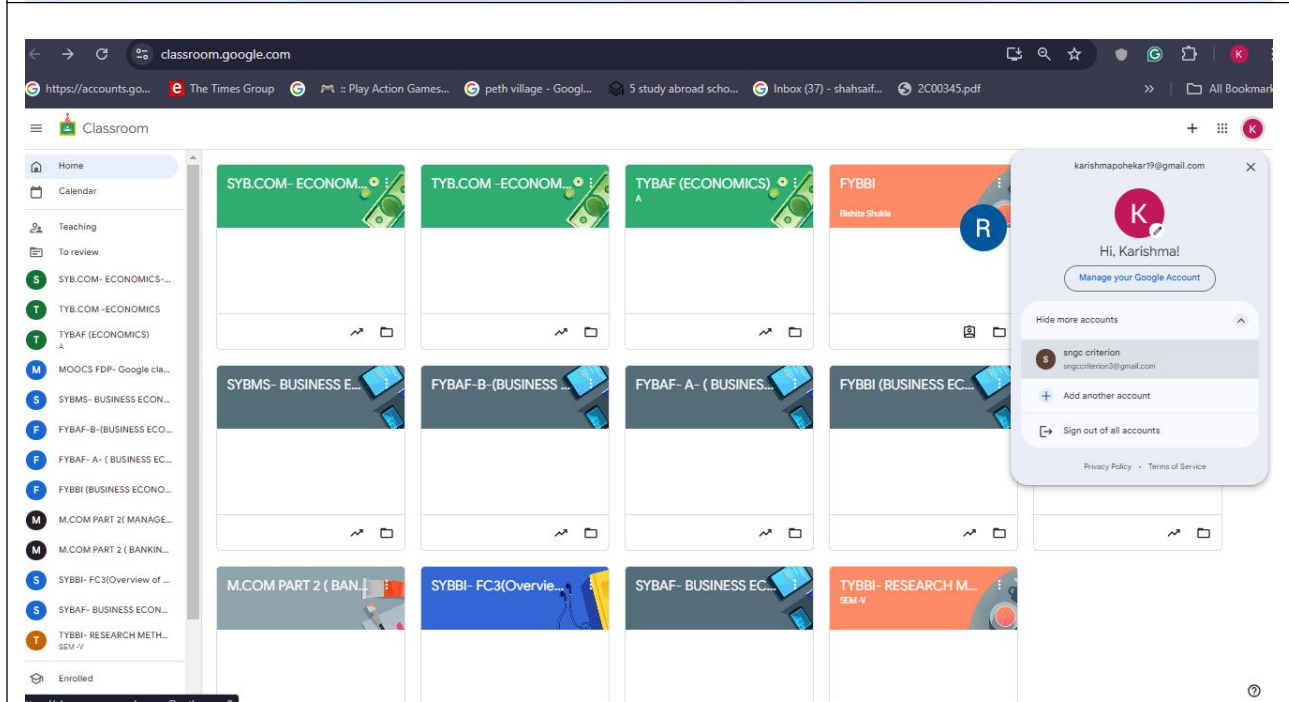 classroom.google.com
K
https://accounts.go...
The Times Group
:: Play Action Games...
peth village - Googl...
5 study abroad scho...
Inbox (37) - shahsaif...
2C00345.pdf
»
All Bookmark
Classroom
K
Home
Calendar
Teaching
To review
S SYB.COM- ECONOMICS-...
T TYB.COM -ECONOMICS
T TYBAF (ECONOMICS)
A
M MOOCS FDP- Google cla...
S SYBMS- BUSINESS ECON...
F FYBAF-B-(BUSINESS ECO...
F FYBAF- A- ( BUSINESS EC...
F FYBBI (BUSINESS ECONO...
M M.COM PART 2( MANAGE...
M M.COM PART 2 ( BANKIN...
S SYBBI- FC3(Overview of ...
S SYBAF- BUSINESS ECON...
T TYBBI- RESEARCH METH...
SEM -V
Enrolled
SYB.COM- ECONOM...
TYB.COM -ECONOM...
TYBAF (ECONOMICS)
A
FYBBI
Rishita Shukla
R
SYBMS- BUSINESS E...
FYBAF-B-(BUSINESS ...
FYBAF- A- ( BUSINES...
FYBBI (BUSINESS EC...
M.COM PART 2 ( BAN...
SYBBI- FC3(Overvie...
SYBAF- BUSINESS EC...
TYBBI- RESEARCH M...
SEM -V
karishmapohekar19@gmail.com
K
Hi, Karishma!
Manage your Google Account
Hide more accounts
S sngc criterion
sngccriterion3@gmail.com
Add another account
Sign out of all accounts
Privacy Policy • Terms of Service